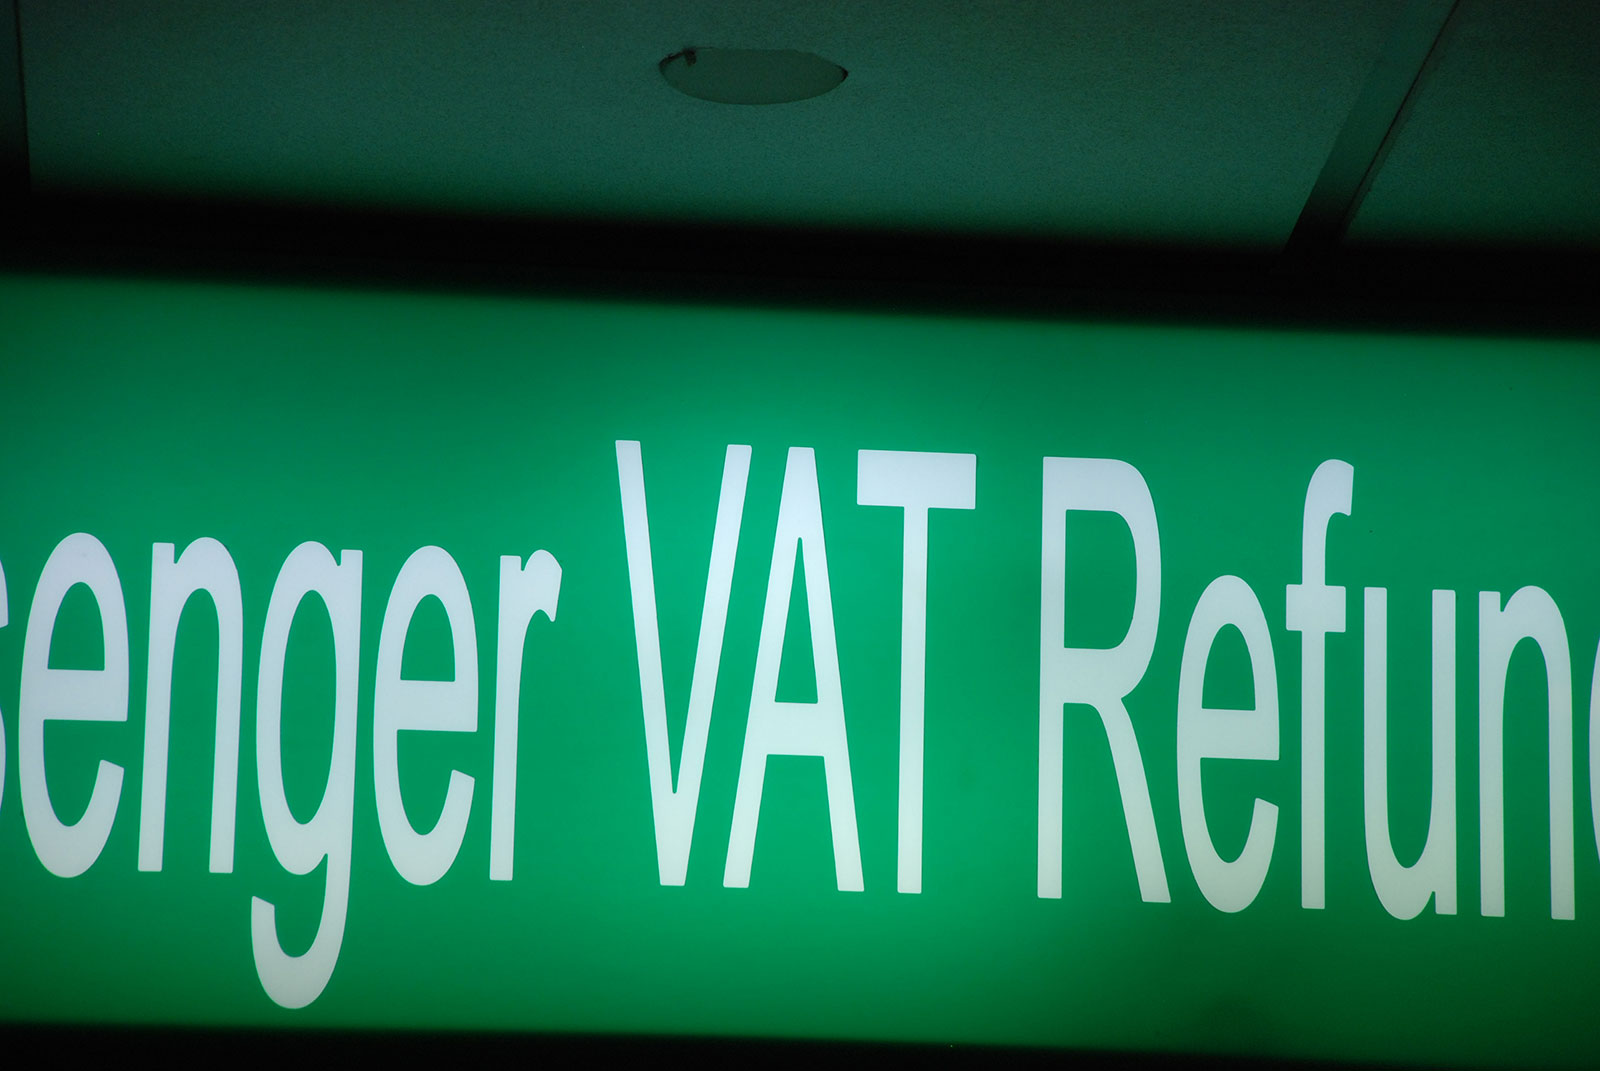 senger VAT Refun